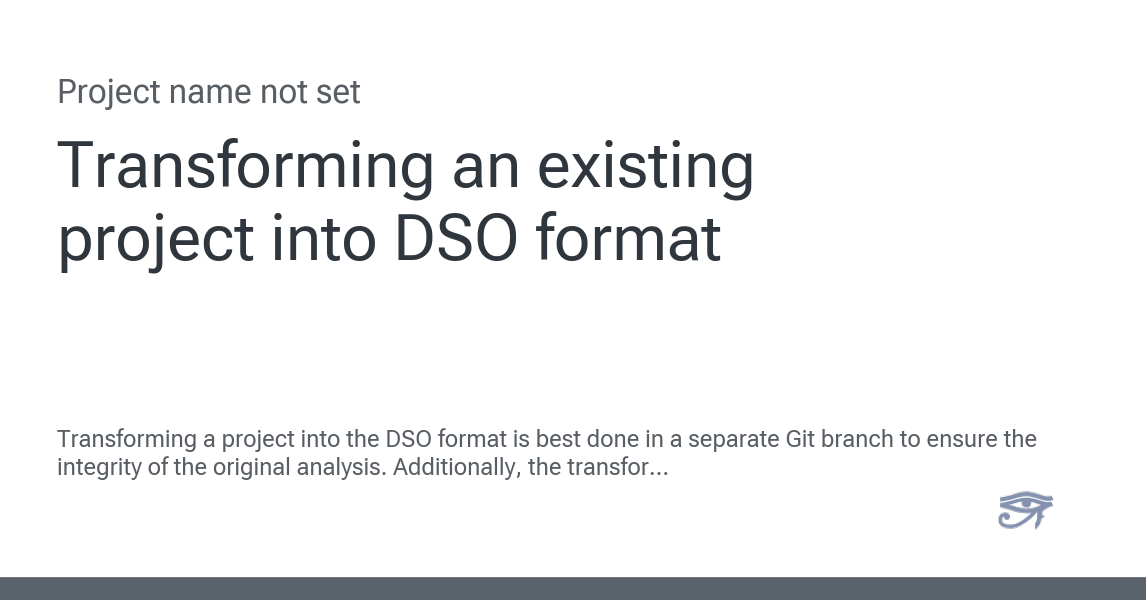 Project name not set
Transforming an existing
project into DSO format
Transforming a project into the DSO format is best done in a separate Git branch to ensure the
integrity of the original analysis. Additionally, the transfor...